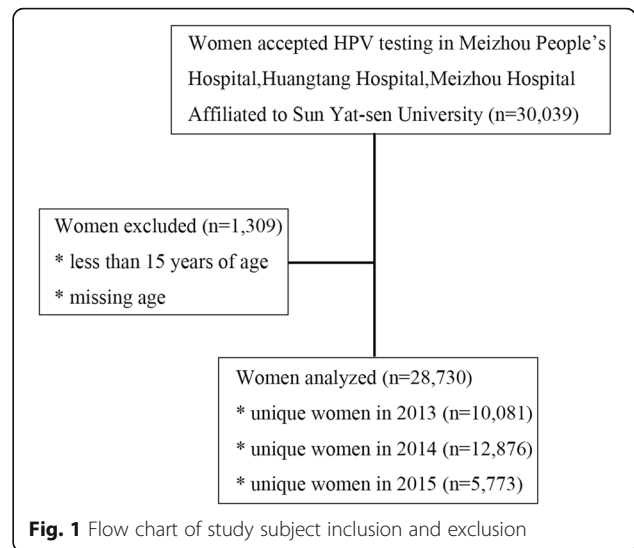 Women accepted HPV testing in Meizhou People's
Hospital,Huangtang Hospital,Meizhou Hospital
Affiliated to Sun Yat-sen University (n=30,039)
Women excluded (n=1,309)
* less than 15 years of age
* missing age
Women analyzed (n=28,730)
* unique women in 2013 (n=10,081)
* unique women in 2014 (n=12,876)
* unique women in 2015 (n=5,773)
Fig. 1 Flow chart of study subject inclusion and exclusion